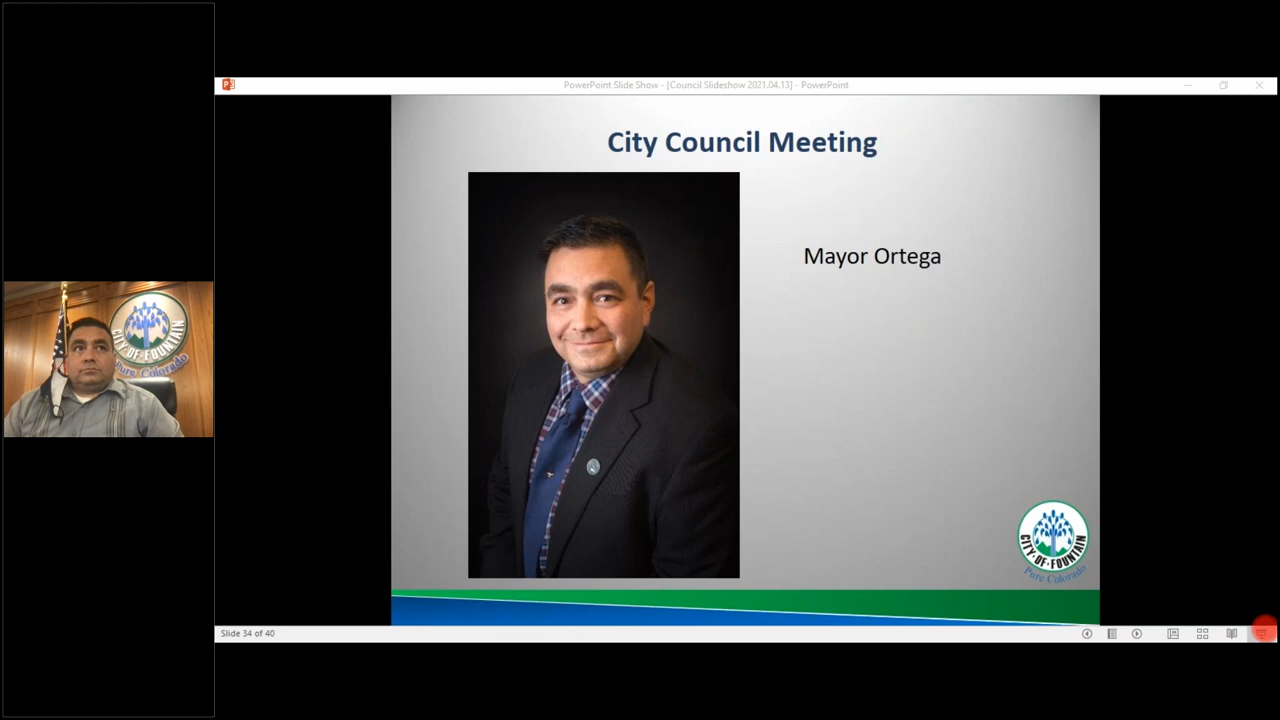 PowerPoint Slide Show - [Council Slideshow 2021.04.13] - PowerPoint
City Council Meeting
Mayor Ortega
CITY OF FOUNTAIN
Pure Colorado
CITY·OF·FOUNTAIN
Pure Colorado
Slide 34 of 40